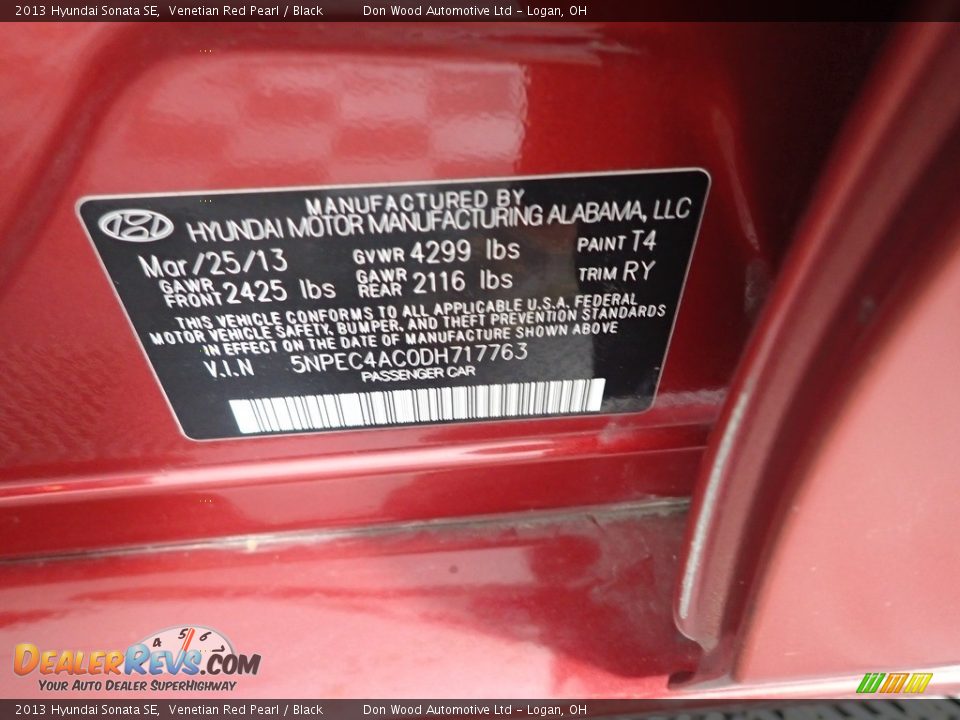 2013 Hyundai Sonata SE,  Venetian Red Pearl / Black        Don Wood Automotive Ltd - Logan, OH
MANUFACTURED BY
HYUNDAI MOTOR MANUFACTURING ALABAMA, LLC
Mar/25/13 GVWR 4299 lbs PAINT T4
GAWR FRONT 2425 lbs GAWR REAR 2116 lbs TRIM RY
THIS VEHICLE CONFORMS TO ALL APPLICABLE U.S.A. FEDERAL
MOTOR VEHICLE SAFETY, BUMPER, AND THEFT PREVENTION STANDARDS
IN EFFECT ON THE DATE OF MANUFACTURE SHOWN ABOVE
V.I.N 5NPEC4AC0DH717763
PASSENGER CAR
4 5 6
DEALERREVS.COM
YOUR AUTO DEALER SUPERHIGHWAY
2013 Hyundai Sonata SE,  Venetian Red Pearl / Black        Don Wood Automotive Ltd - Logan, OH